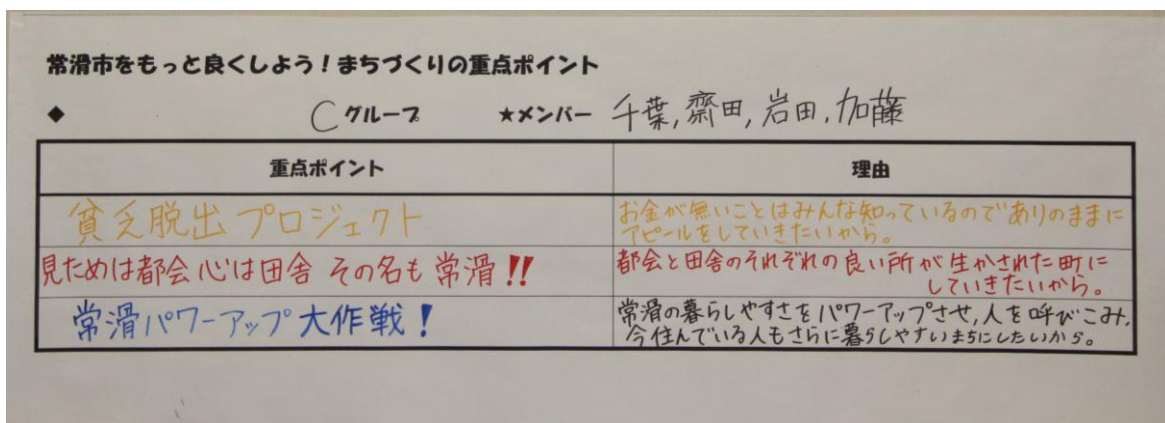 常滑市をもっと良くしよう！まちづくりの重点ポイント
◆ Cグループ ★メンバー 千葉,齋田,岩田,加藤
重点ポイント 理由
貧乏脱出プロジェクト
お金が無いことはみんな知っているのでありのままに
アピールをしていきたいから。
見ためは都会 心は田舎 その名も 常滑!!
都会と田舎のそれぞれの良い所が生かされた町に
していきたいから。
常滑パワーアップ大作戦！
常滑の暮らしやすさをパワーアップさせ,人を呼びこみ,
今住んでいる人もさらに暮らしやすいまちにしたいから。